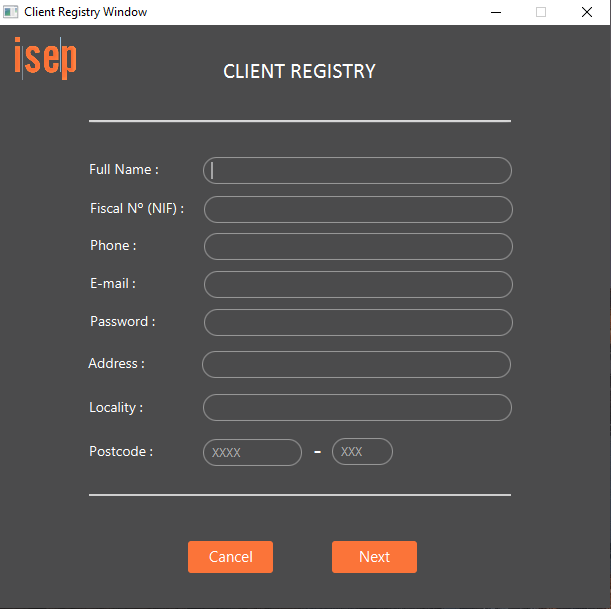 Client Registry Window
isep
CLIENT REGISTRY
Full Name :
Fiscal Nº (NIF) :
Phone :
E-mail :
Password :
Address :
Locality :
Postcode : XXXX - XXX
Cancel Next